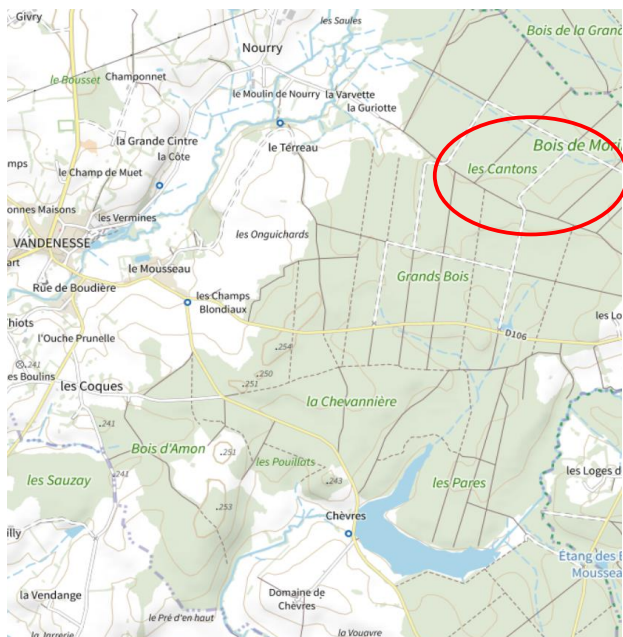 Givry
les Saules
Bois de la Grand
Nourry
le Bousset
Champonnet
le Moulin de Nourry
la Varvette
la Guriotte
la Grande Cintre
la Côte
le Térreau
Bois de Mori
les Cantons
mps
le Champ de Muet
onnes Maisons
les Vermines
les Onguichards
VANDENESSE
art
le Mousseau
Grands Bois
Rue de Boudière
les Champs
Blondiaux
les Lo
hiots
D106
l'Ouche Prunelle
.254
.241
es Boulins
.250
.251
les Coques
la Chevannière
.241
Bois d'Amon
.251
les Pouillats
.241
.243
les Sauzay
les Pares
les Loges d
.253
Chèvres
illy
Étang des E
Mousseau
la Vendange
Domaine de
Chèvres
le Pré d'en haut
la Jarrerie
la Vouavre